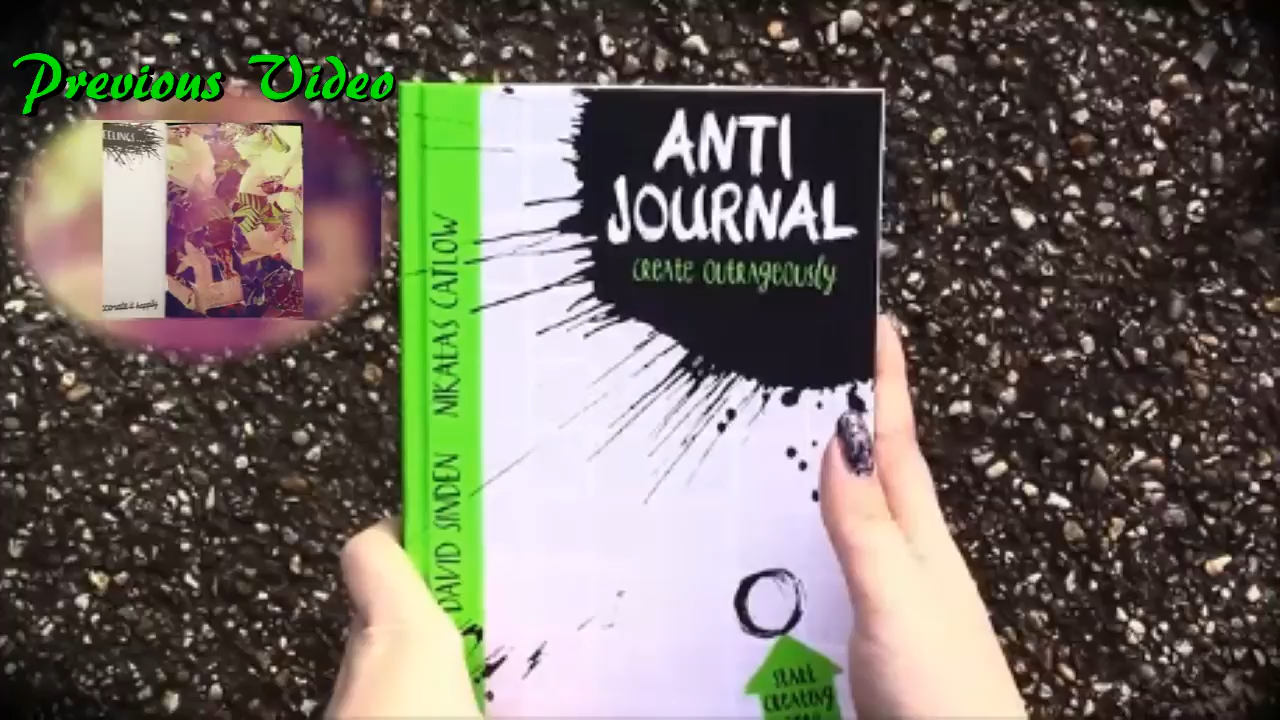 Previous Video
ANTI
JOURNAL
CREATE OUTRAGEOUSLY
DAVID SINDEN NIKALAS CATLOW
START
CREATING